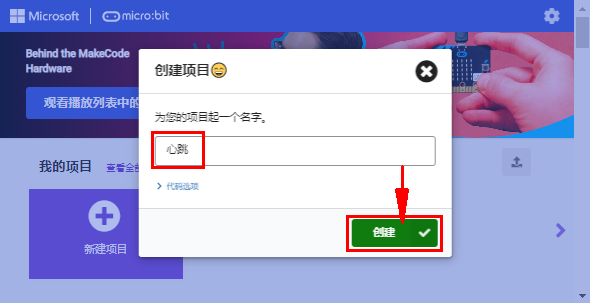 Microsoft
micro:bit
Behind the MakeCode
Hardware
观看播放列表中的
创建项目😄
为您的项目起一个名字。
心跳
代码选项
创建
我的项目
查看全
新建项目